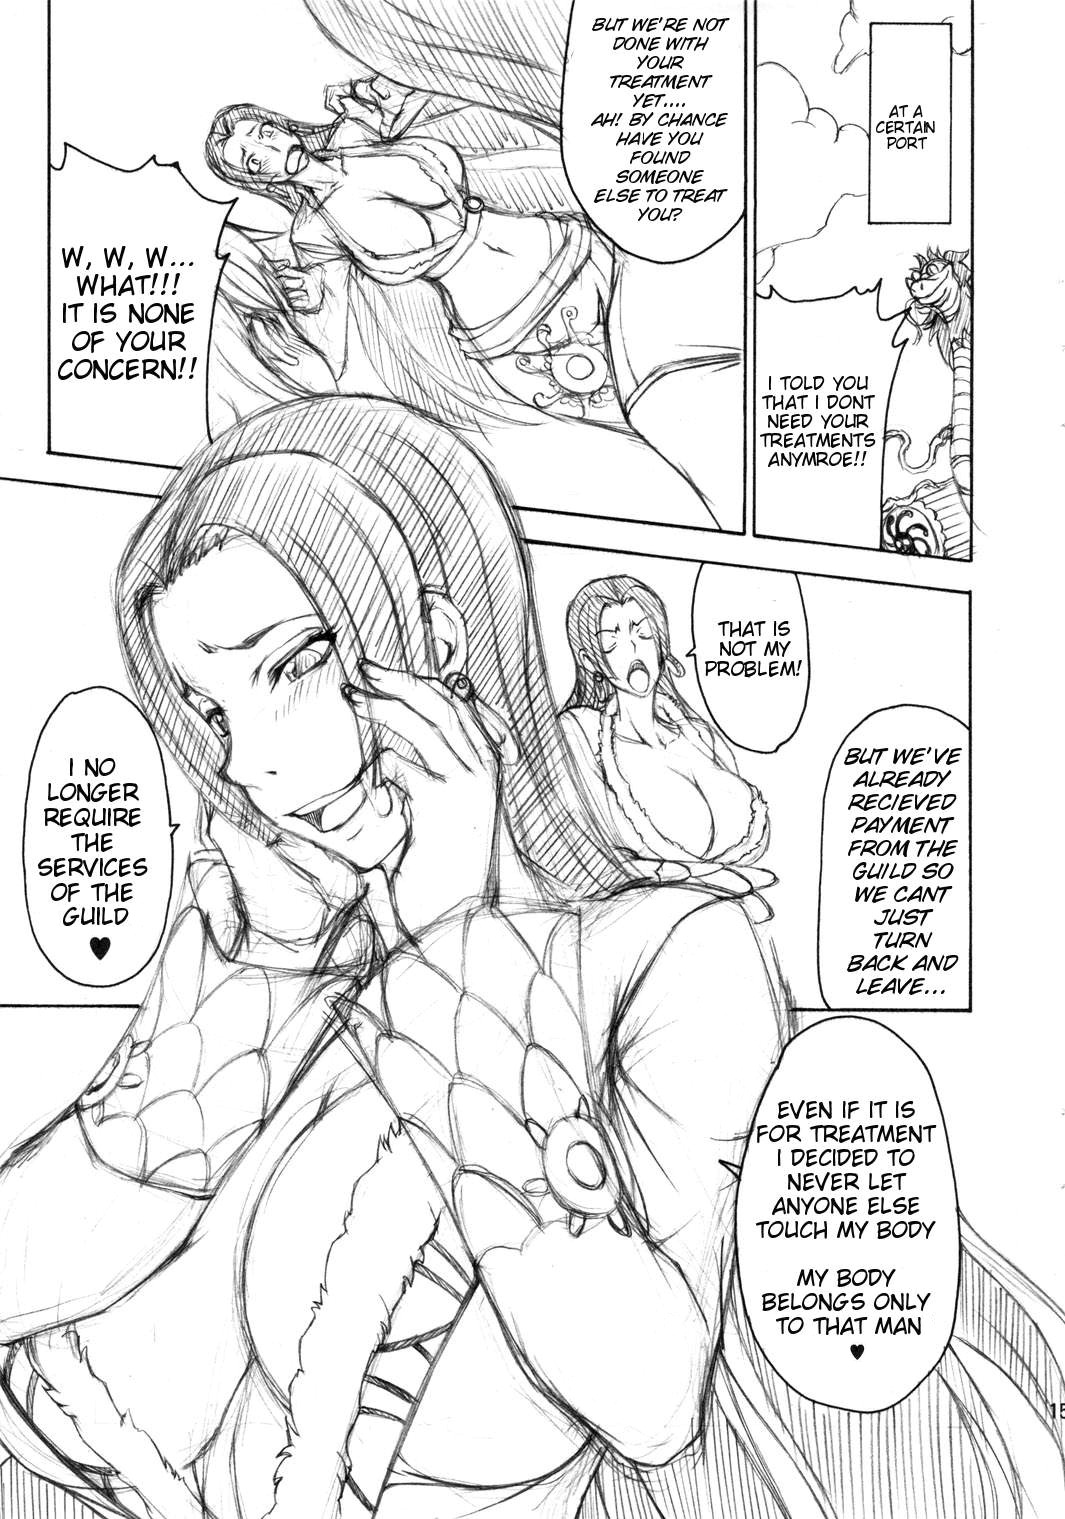 AT A
CERTAIN
PORT
I TOLD YOU
THAT I DONT
NEED YOUR
TREATMENTS
ANYMROE!!
BUT WE'RE NOT
DONE WITH
YOUR
TREATMENT
YET....
AH! BY CHANCE
HAVE YOU
FOUND
SOMEONE
ELSE TO TREAT
YOU?
W, W, W...
WHAT!!!
IT IS NONE
OF YOUR
CONCERN!!
THAT IS
NOT MY
PROBLEM!
BUT WE'VE
ALREADY
RECIEVED
PAYMENT
FROM THE
GUILD SO
WE CANT
JUST
TURN
BACK AND
LEAVE...
I NO
LONGER
REQUIRE
THE
SERVICES
OF THE
GUILD
♥
EVEN IF IT IS
FOR TREATMENT
I DECIDED TO
NEVER LET
ANYONE ELSE
TOUCH MY BODY
MY BODY
BELONGS ONLY
TO THAT MAN
♥
15